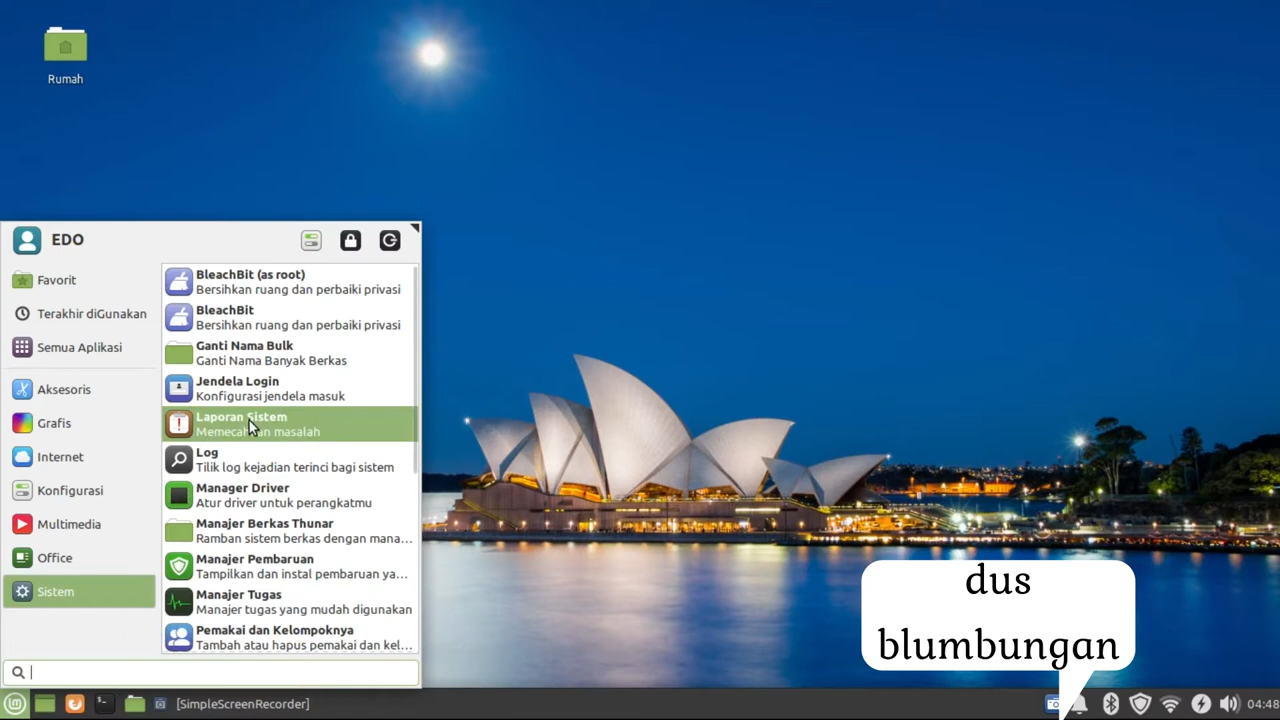 Rumah
EDO
Favorit
Terakhir diGunakan
Semua Aplikasi
Aksesoris
Grafis
Internet
Konfigurasi
Multimedia
Office
Sistem
BleachBit (as root)
Bersihkan ruang dan perbaiki privasi
BleachBit
Bersihkan ruang dan perbaiki privasi
Ganti Nama Bulk
Ganti Nama Banyak Berkas
Jendela Login
Konfigurasi jendela masuk
Laporan Sistem
Memecahkan masalah
Log
Tilik log kejadian terinci bagi sistem
Manager Driver
Atur driver untuk perangkatmu
Manajer Berkas Thunar
Ramban sistem berkas dengan mana...
Manajer Pembaruan
Tampilkan dan instal pembaruan ya...
Manajer Tugas
Manajer tugas yang mudah digunakan
Pemakai dan Kelompoknya
Tambah atau hapus pemakai dan kel...
dus
blumbungan
[SimpleScreenRecorder]
04:48